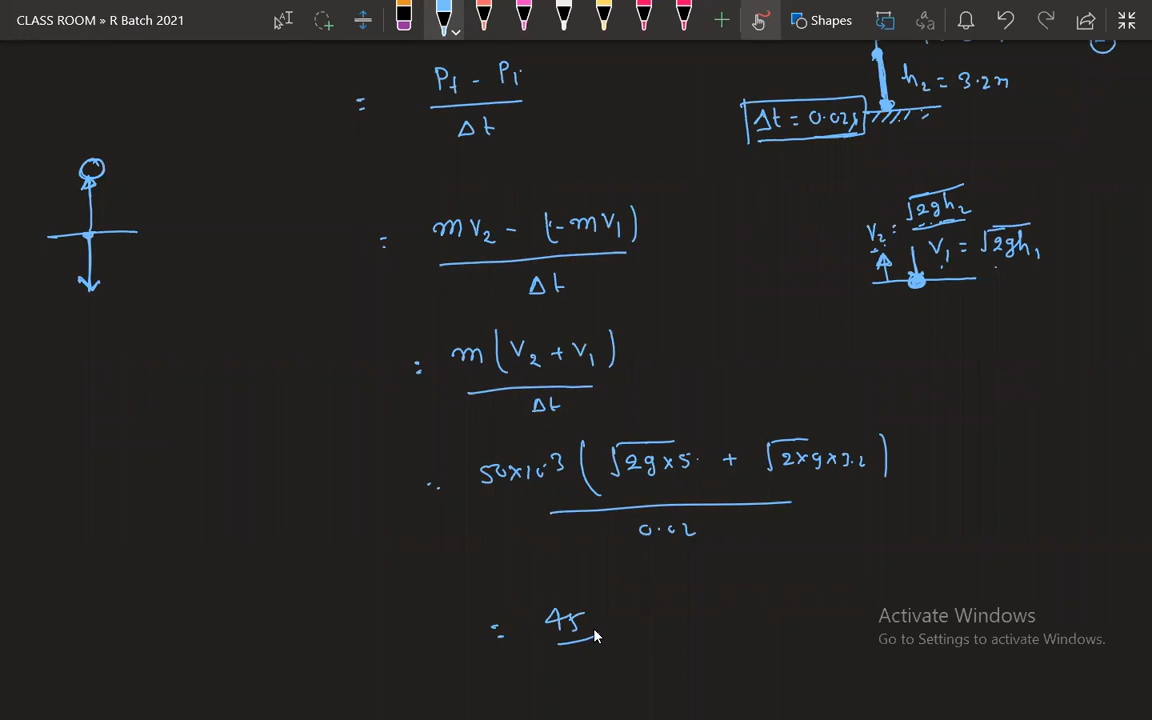 CLASS ROOM » R Batch 2021
Shapes
= Pf - Pi
Δt
h2 = 3.2m
Δt = 0.02s
= mV2 - (-mV1)
Δt
V2 = √2gh2
V1 = √2gh1
= m(V2 + V1)
Δt
= 50×10-3 (√2g×5 + √2×g×3.2)
0.02
= 45
Activate Windows
Go to Settings to activate Windows.